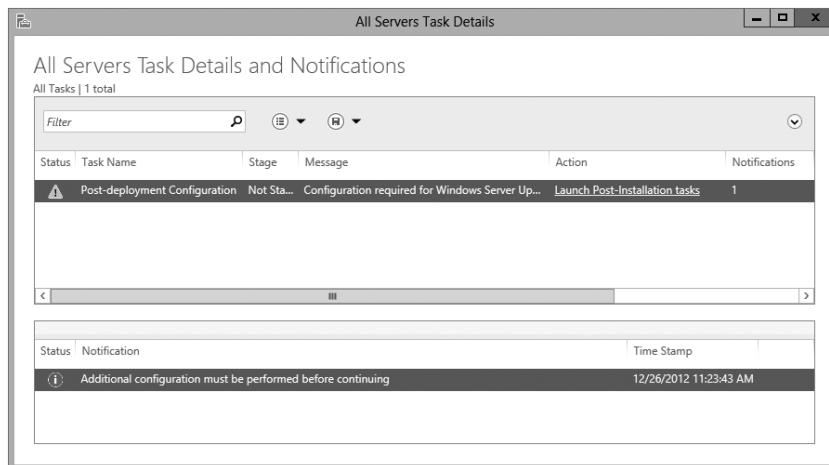 All Servers Task Details
All Servers Task Details and Notifications
All Tasks | 1 total
Filter
Status Task Name Stage Message Action Notifications
Post-deployment Configuration Not Sta... Configuration required for Windows Server Up... Launch Post-Installation tasks 1
Status Notification Time Stamp
Additional configuration must be performed before continuing 12/26/2012 11:23:43 AM